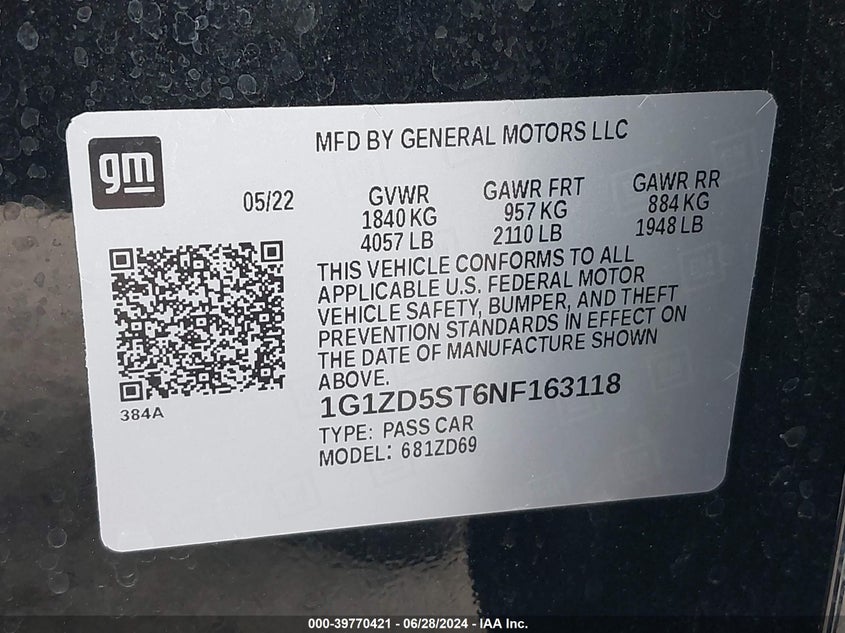 MFD BY GENERAL MOTORS LLC
gm
05/22
GVWR
1840 KG
4057 LB
GAWR FRT
957 KG
2110 LB
GAWR RR
884 KG
1948 LB
THIS VEHICLE CONFORMS TO ALL
APPLICABLE U.S. FEDERAL MOTOR
VEHICLE SAFETY, BUMPER, AND THEFT
PREVENTION STANDARDS IN EFFECT ON
THE DATE OF MANUFACTURE SHOWN
ABOVE.
384A
1G1ZD5ST6NF163118
TYPE: PASS CAR
MODEL: 681ZD69
000-39770421 - 06/28/2024 - IAA Inc.